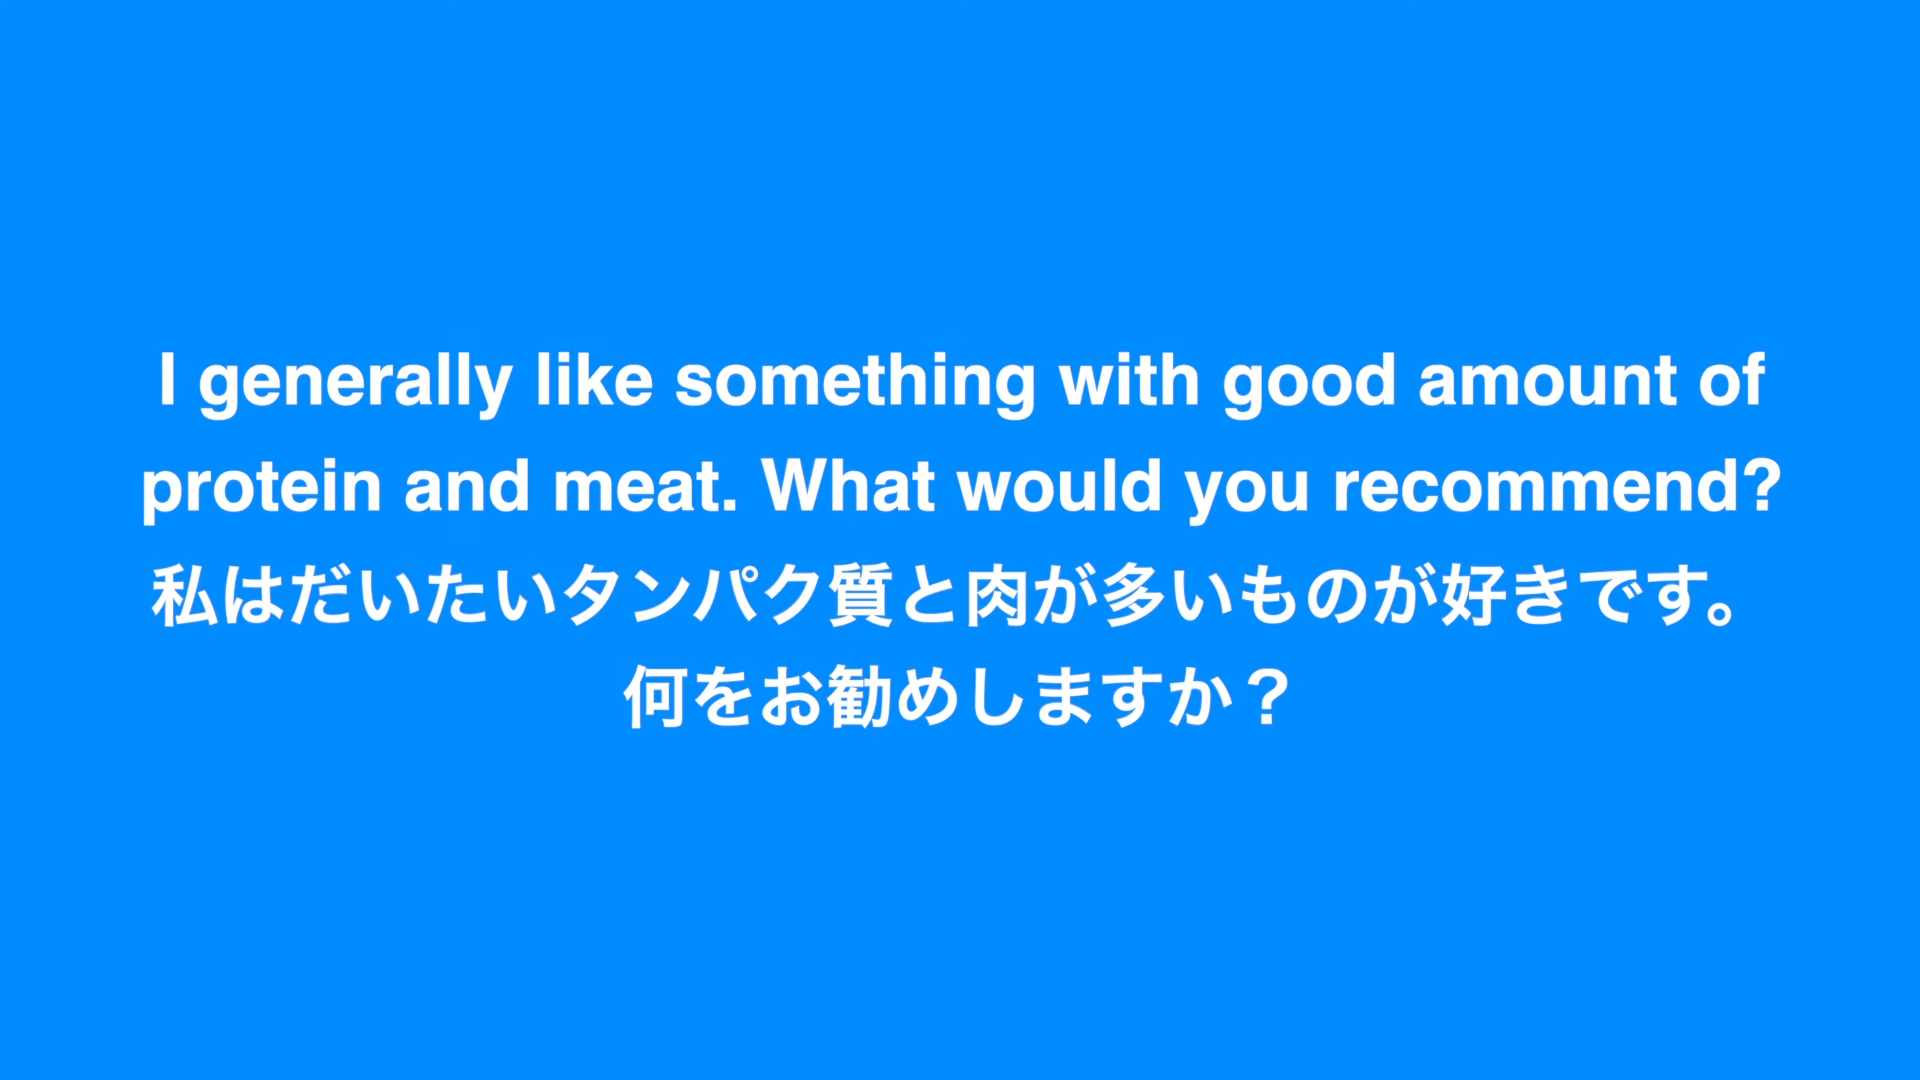 I generally like something with good amount of
protein and meat. What would you recommend?
私はだいたいタンパク質と肉が多いものが好きです。
何をお勧めしますか？